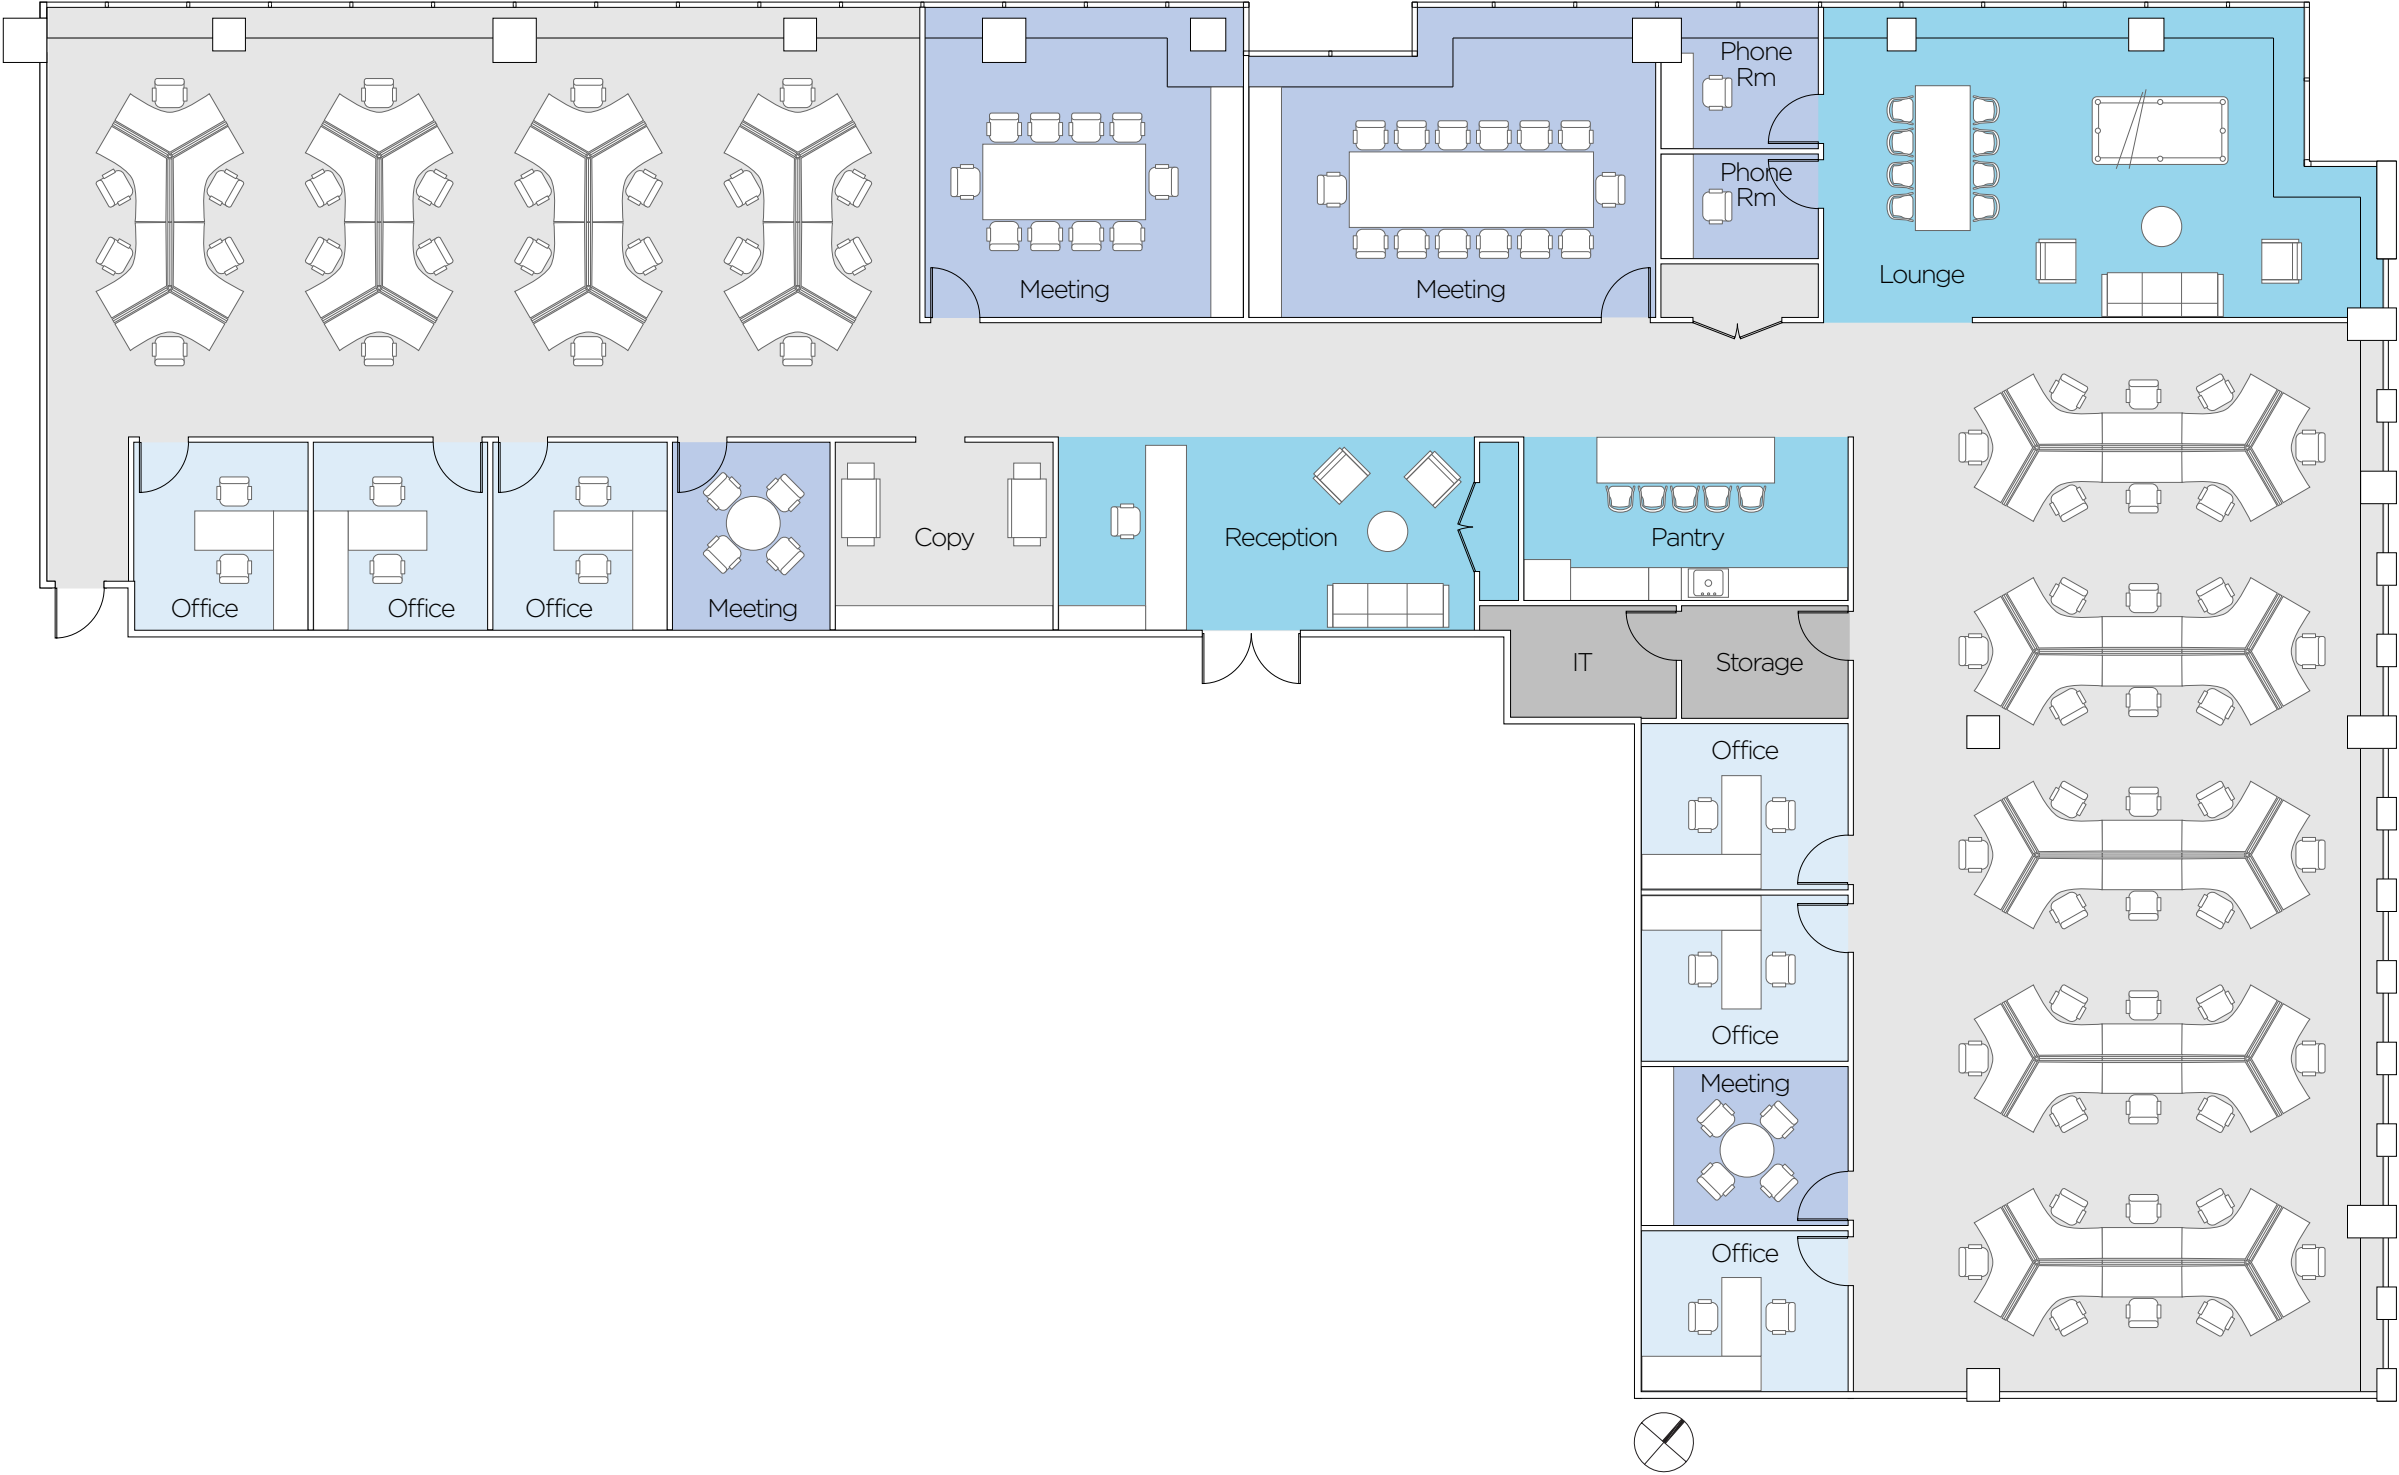 Phone
Rm
Phone
Rm
Lounge
Meeting
Meeting
Copy
Reception
Pantry
Office
Office
Office
Meeting
IT
Storage
Office
Office
Meeting
Office